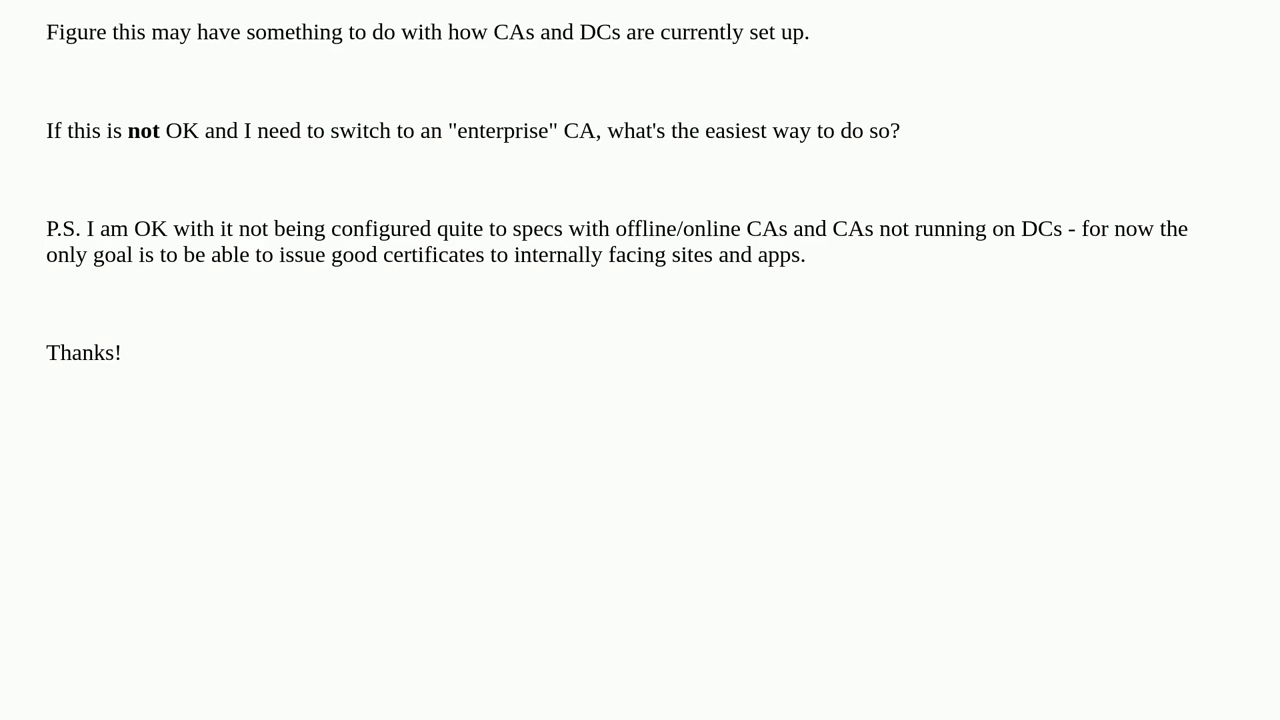 Figure this may have something to do with how CAs and DCs are currently set up.
If this is not OK and I need to switch to an "enterprise" CA, what's the easiest way to do so?
P.S. I am OK with it not being configured quite to specs with offline/online CAs and CAs not running on DCs - for now the
only goal is to be able to issue good certificates to internally facing sites and apps.
Thanks!